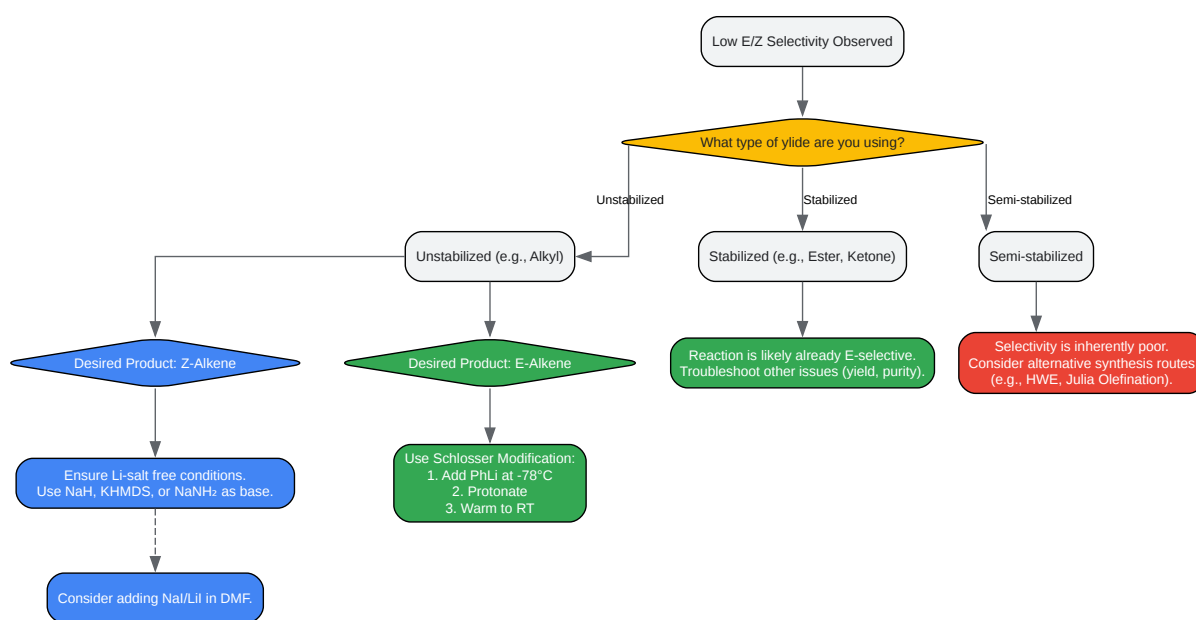 Low E/Z Selectivity Observed
What type of ylide are you using?
Unstabilized
Stabilized
Semi-stabilized
Unstabilized (e.g., Alkyl)
Stabilized (e.g., Ester, Ketone)
Semi-stabilized
Desired Product: Z-Alkene
Desired Product: E-Alkene
Reaction is likely already E-selective.
Troubleshoot other issues (yield, purity).
Selectivity is inherently poor.
Consider alternative synthesis routes
(e.g., HWE, Julia Olefination).
Ensure Li-salt free conditions.
Use NaH, KHMDS, or NaNH₂ as base.
Use Schlosser Modification:
1. Add PhLi at -78°C
2. Protonate
3. Warm to RT
Consider adding NaI/LiI in DMF.